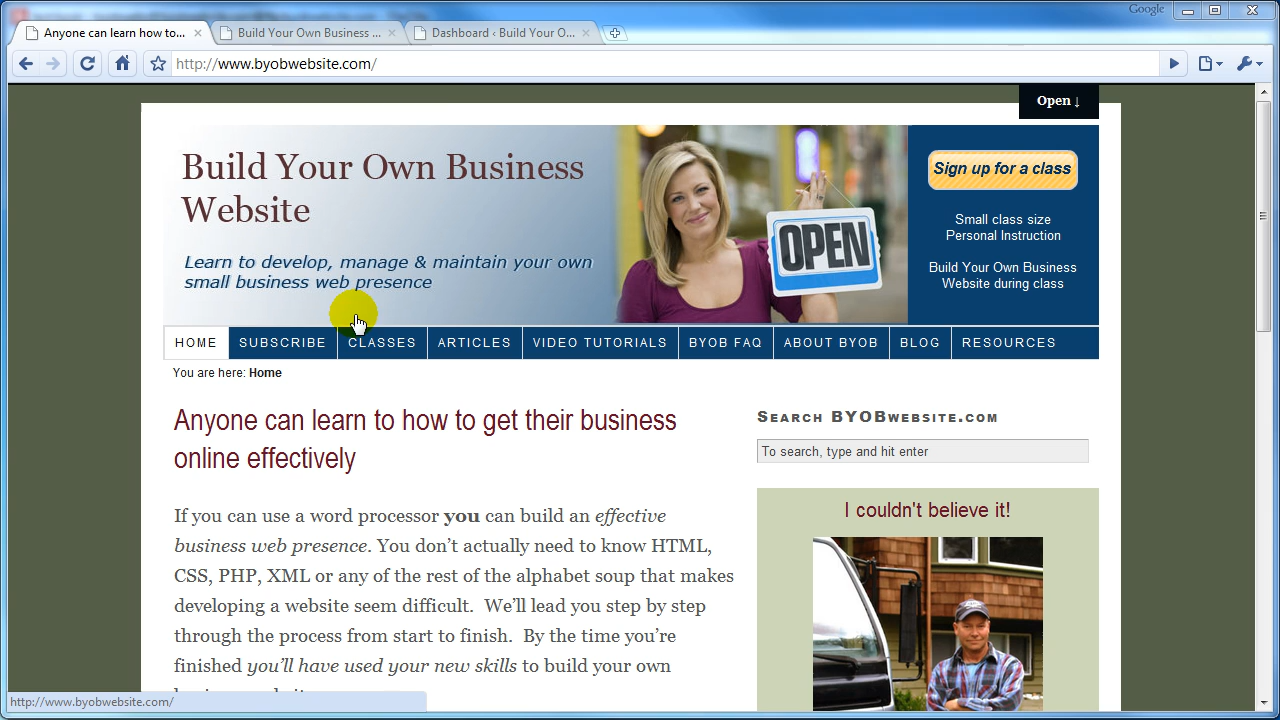 Google
Anyone can learn how to...
Build Your Own Business ...
Dashboard ‹ Build Your O...
http://www.byobwebsite.com/
Open ↓
Build Your Own Business
Website
Learn to develop, manage & maintain your own
small business web presence
OPEN
Sign up for a class
Small class size
Personal Instruction
Build Your Own Business
Website during class
HOME SUBSCRIBE CLASSES ARTICLES VIDEO TUTORIALS BYOB FAQ ABOUT BYOB BLOG RESOURCES
You are here: Home
Anyone can learn to how to get their business
online effectively
If you can use a word processor you can build an effective
business web presence. You don't actually need to know HTML,
CSS, PHP, XML or any of the rest of the alphabet soup that makes
developing a website seem difficult. We'll lead you step by step
through the process from start to finish. By the time you're
finished you'll have used your new skills to build your own
Search BYOBwebsite.com
To search, type and hit enter
I couldn't believe it!
http://www.byobwebsite.com/